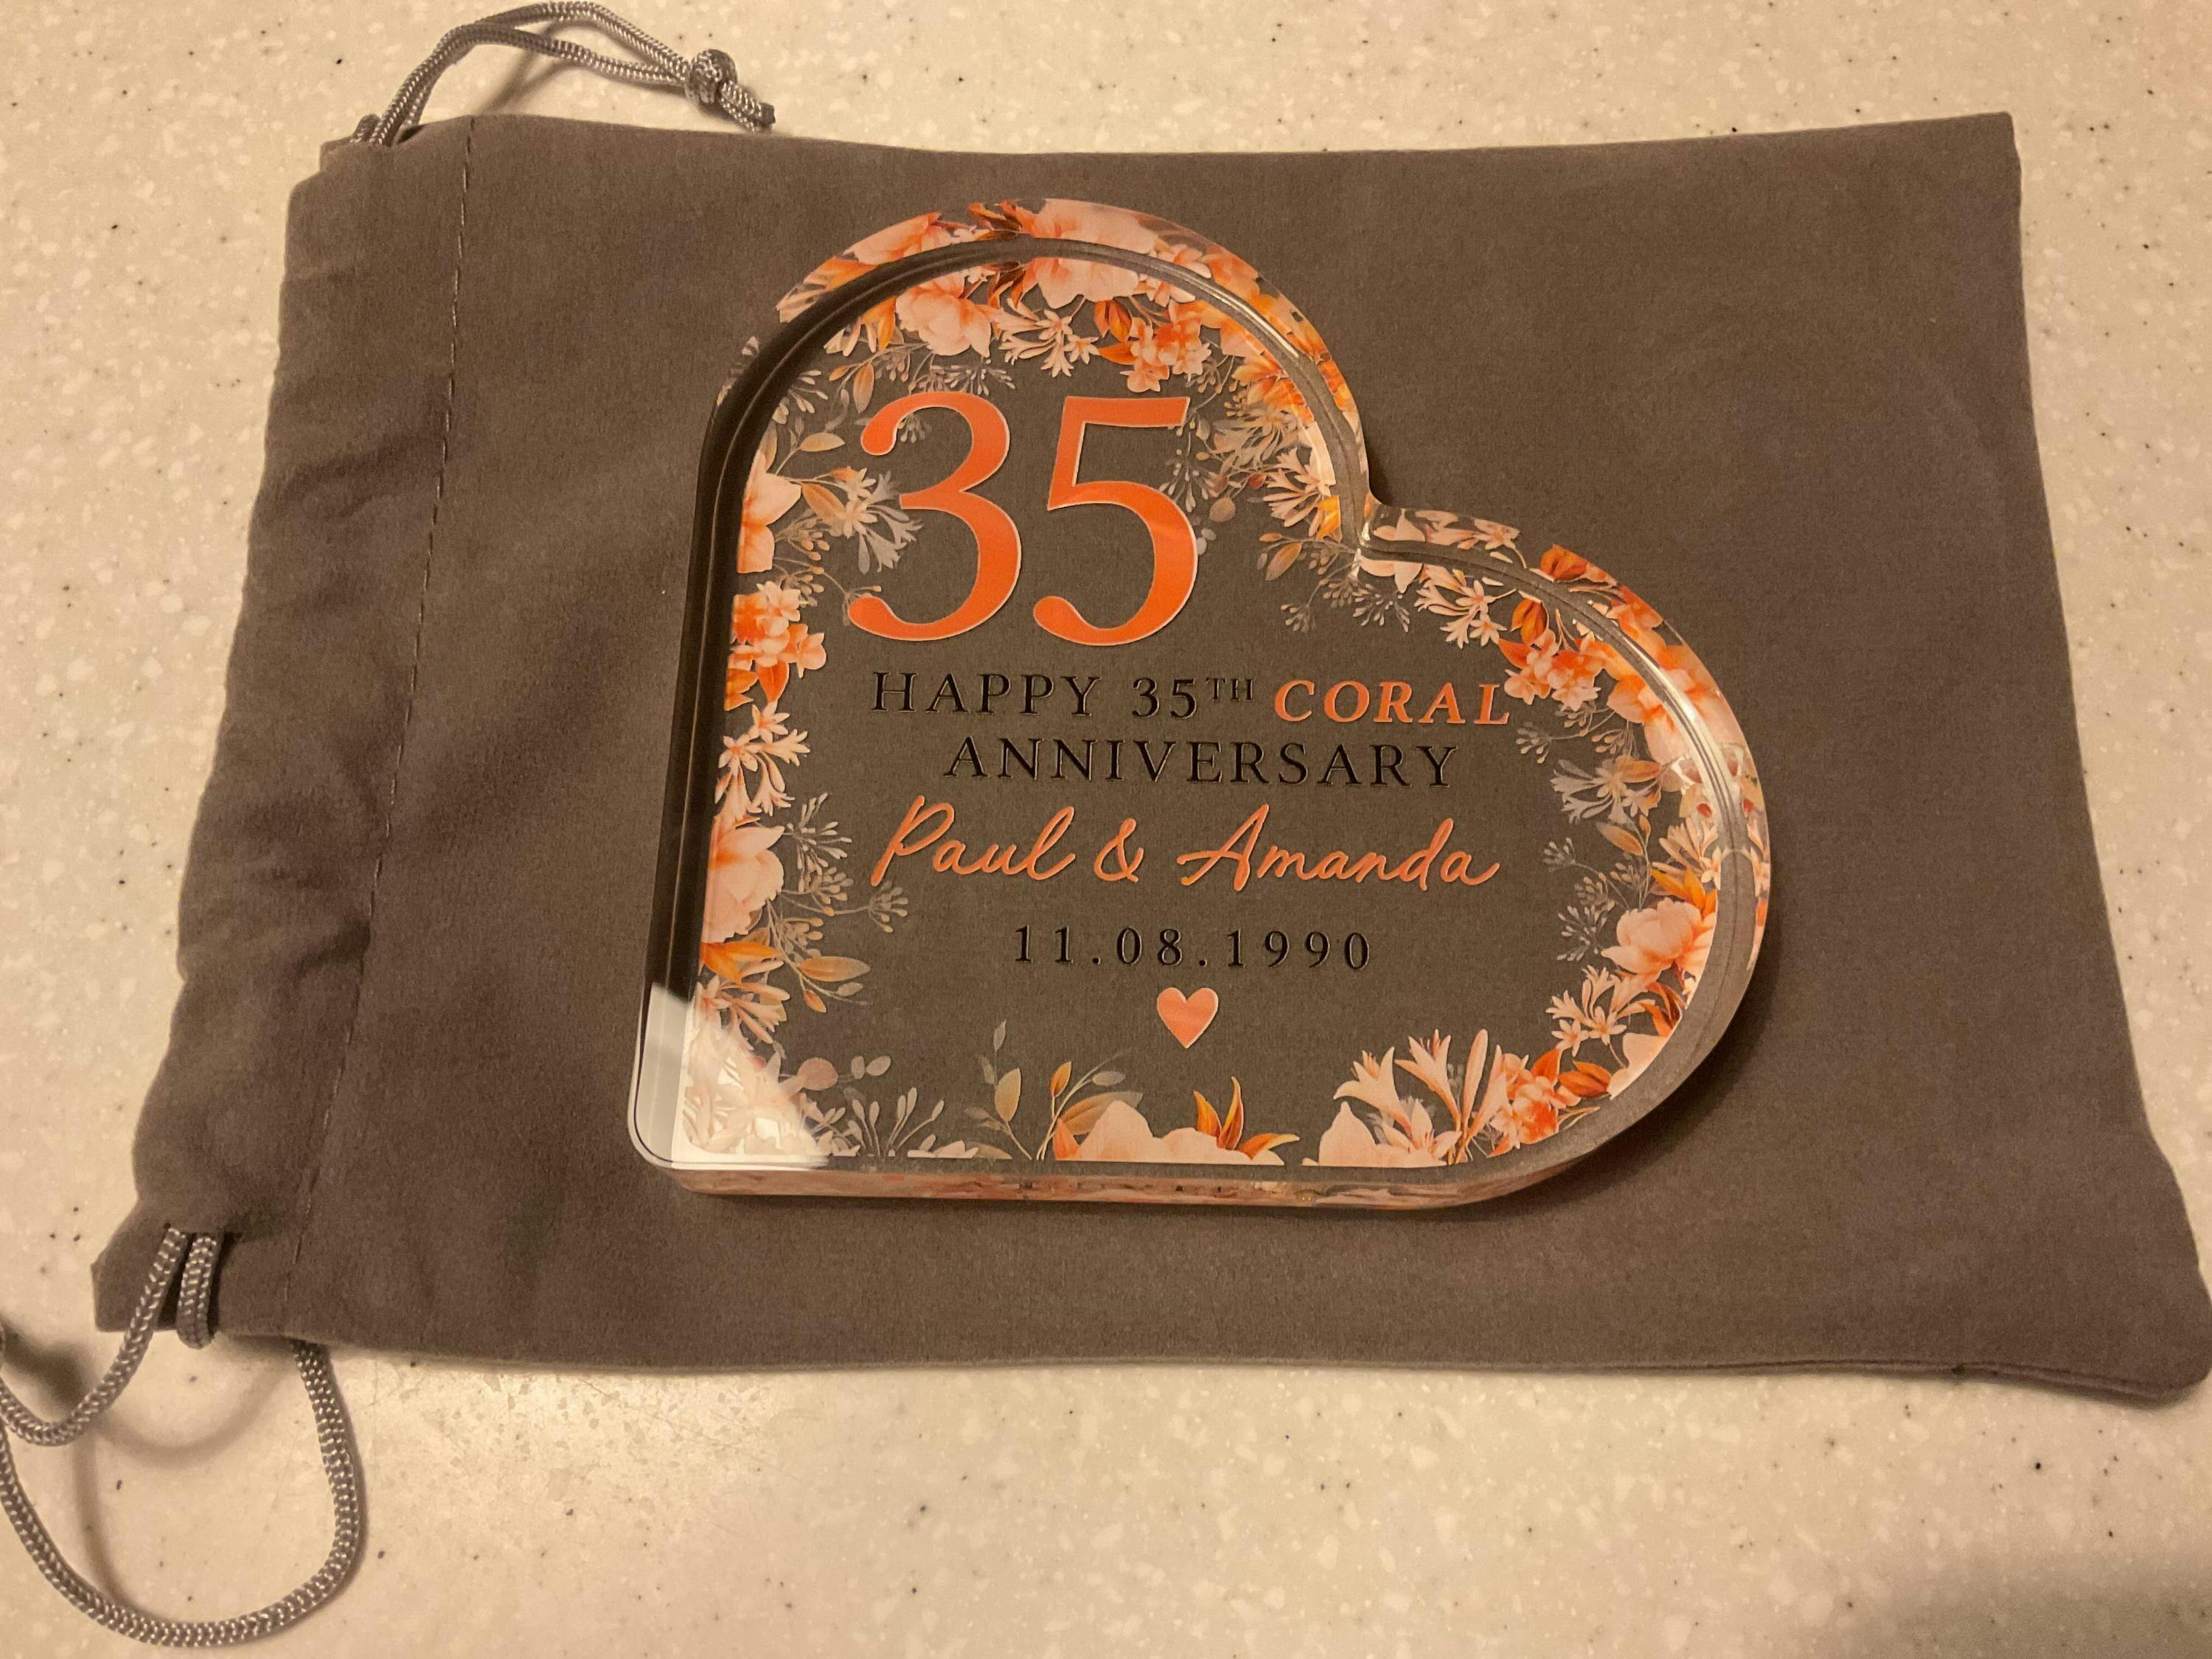 35
HAPPY 35TH CORAL
ANNIVERSARY
Paul & Amanda
11.08.1990